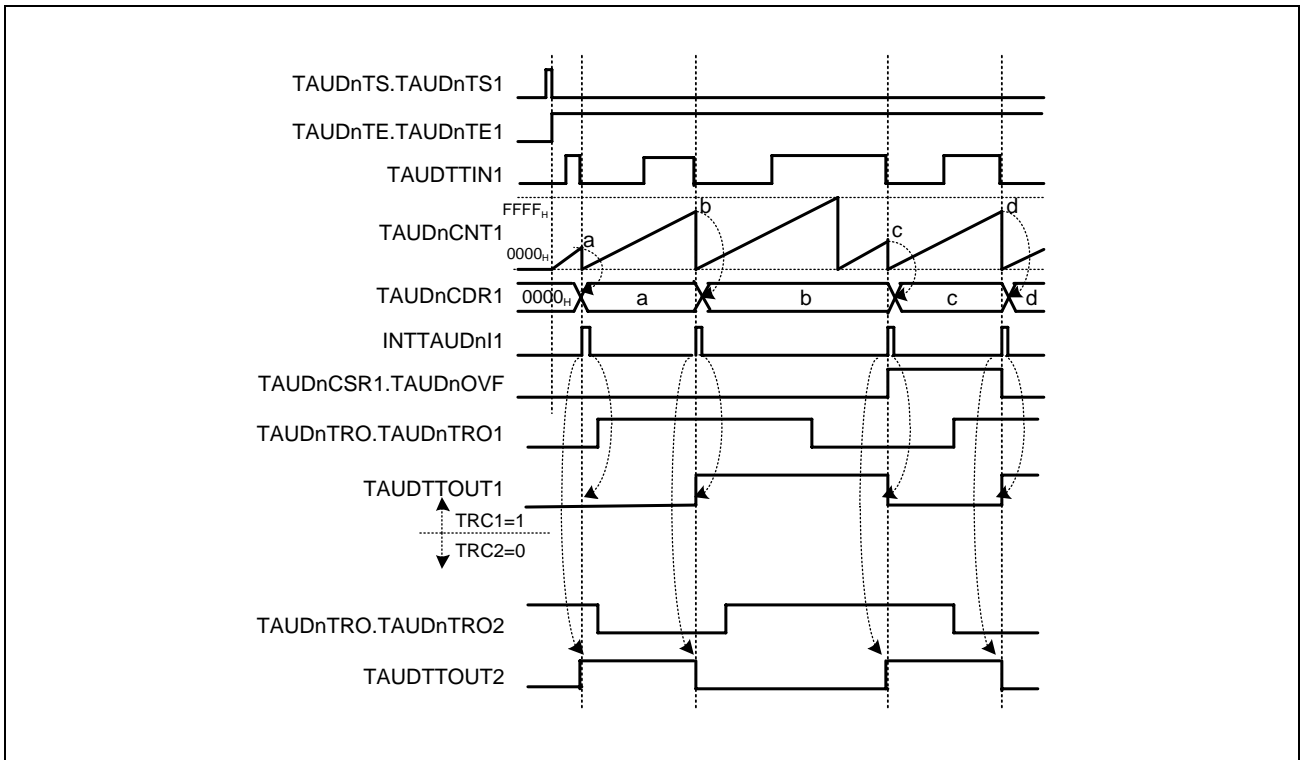 TAUDnTS.TAUDnTS1
TAUDnTE.TAUDnTE1
TAUDTTIN1
FFFFH
b
d
TAUDnCNT1
a
c
0000H
TAUDnCDR1
0000H
a
b
c
d
INTTAUDnI1
TAUDnCSR1.TAUDnOVF
TAUDnTRO.TAUDnTRO1
TAUDTTOUT1
TRC1=1
TRC2=0
TAUDnTRO.TAUDnTRO2
TAUDTTOUT2